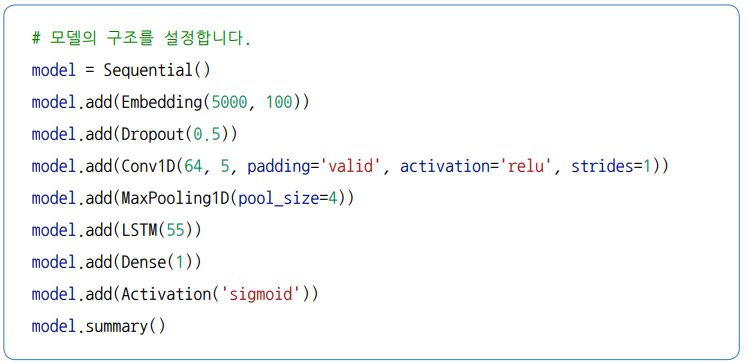 # 모델의 구조를 설정합니다.
model = Sequential()
model.add(Embedding(5000, 100))
model.add(Dropout(0.5))
model.add(Conv1D(64, 5, padding='valid', activation='relu', strides=1))
model.add(MaxPooling1D(pool_size=4))
model.add(LSTM(55))
model.add(Dense(1))
model.add(Activation('sigmoid'))
model.summary()